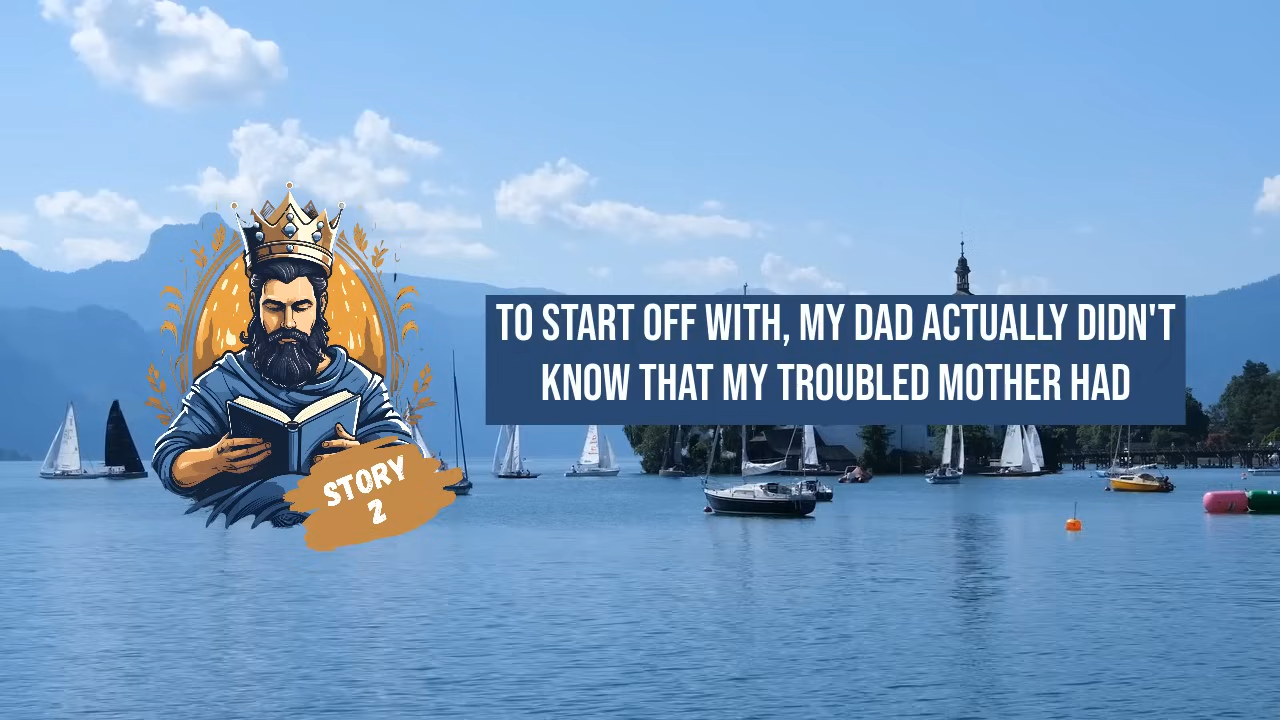 TO START OFF WITH, MY DAD ACTUALLY DIDN'T
KNOW THAT MY TROUBLED MOTHER HAD
STORY
2